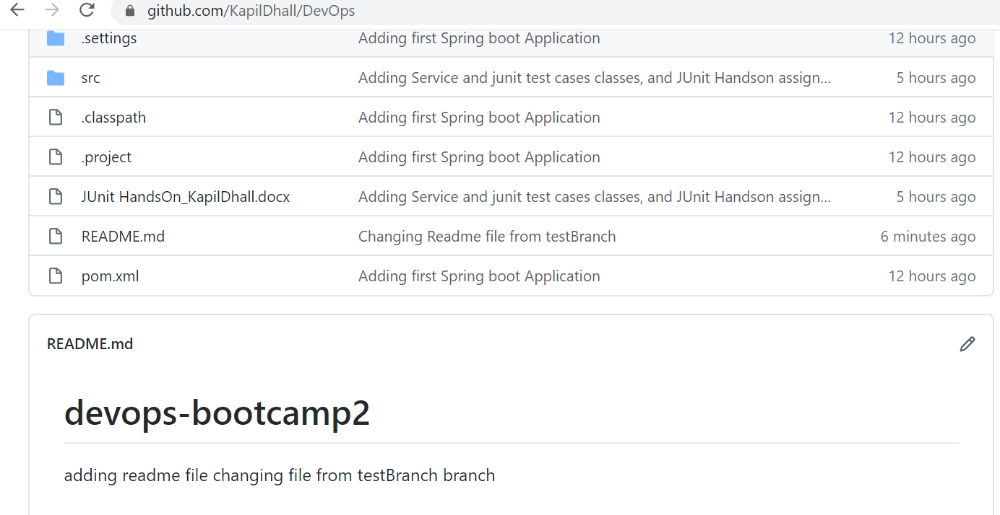 github.com/KapilDhall/DevOps
.settings Adding first Spring boot Application 12 hours ago
src Adding Service and junit test cases classes, and JUnit Handson assign... 5 hours ago
.classpath Adding first Spring boot Application 12 hours ago
.project Adding first Spring boot Application 12 hours ago
JUnit HandsOn_KapilDhall.docx Adding Service and junit test cases classes, and JUnit Handson assign... 5 hours ago
README.md Changing Readme file from testBranch 6 minutes ago
pom.xml Adding first Spring boot Application 12 hours ago
README.md
devops-bootcamp2
adding readme file changing file from testBranch branch